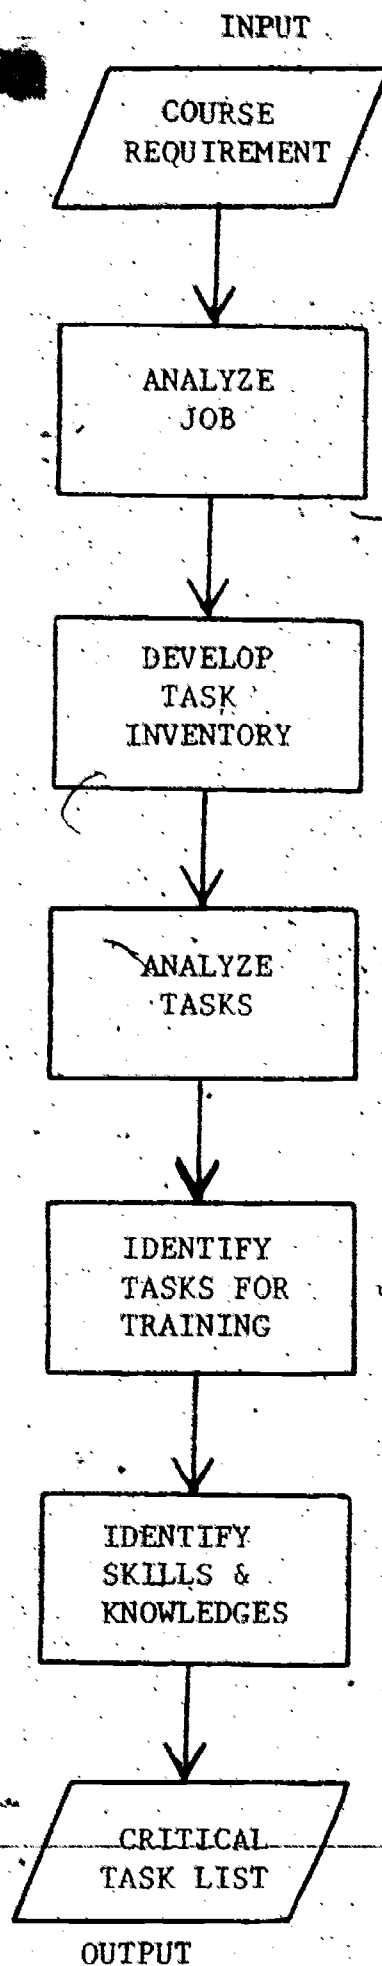 INPUT
COURSE
REQUIREMENT
ANALYZE
JOB
DEVELOP
TASK
INVENTORY
ANALYZE
TASKS
IDENTIFY
TASKS FOR
TRAINING
IDENTIFY
SKILLS &
KNOWLEDGES
CRITICAL
TASK LIST
OUTPUT